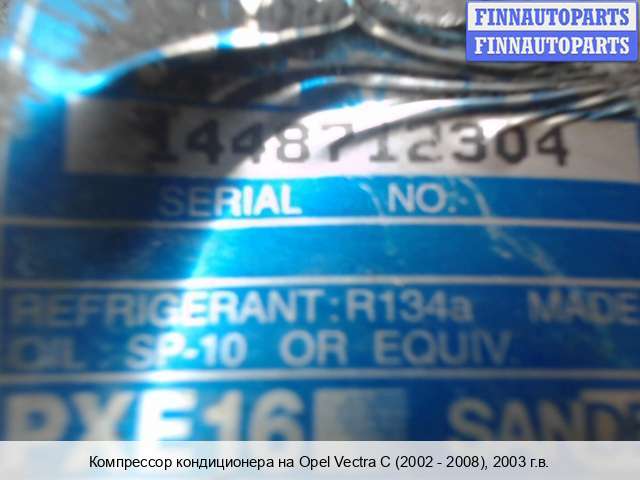 FINNAUTOPARTS
FINNAUTOPARTS
1448712304
SERIAL NO.
REFRIGERANT: R134a MADE
OIL SP-10 OR EQUIV.
PXE16
Компрессор кондиционера на Opel Vectra C (2002 - 2008), 2003 г.в.